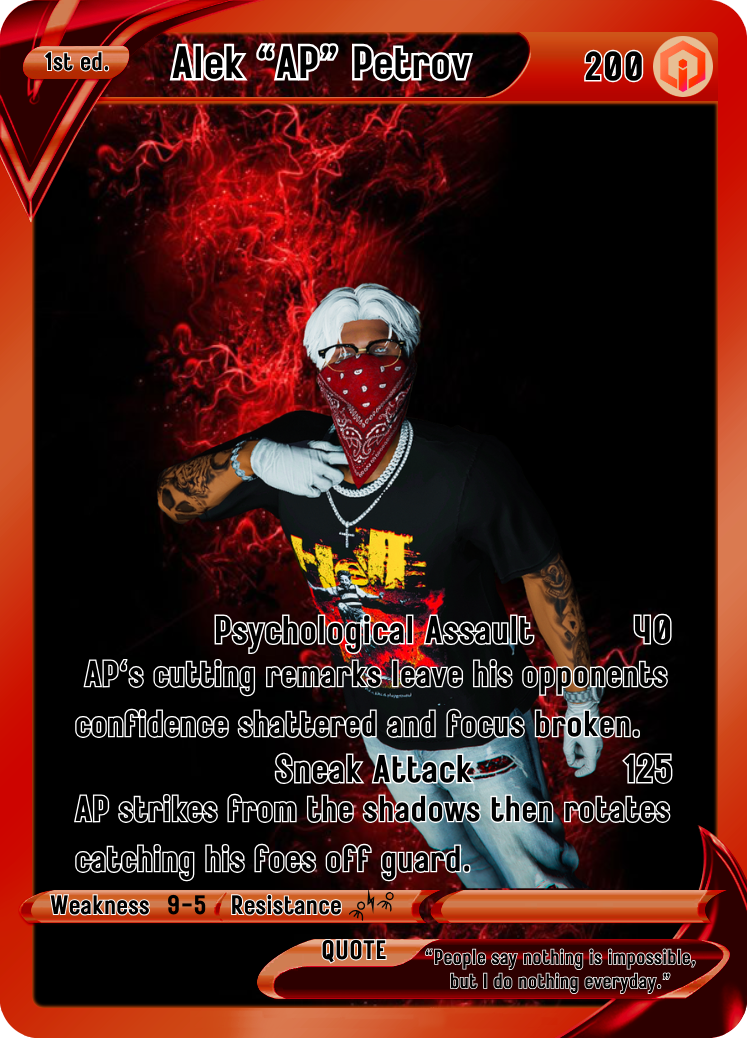 1st ed.
Alek “AP” Petrov
200
Hell
Psychological Assault 40
AP‘s cutting remarks leave his opponents
confidence shattered and focus broken.
Sneak Attack 125
AP strikes from the shadows then rotates
catching his foes off guard.
Weakness 9-5 Resistance
QUOTE
“People say nothing is impossible,
but I do nothing everyday.”